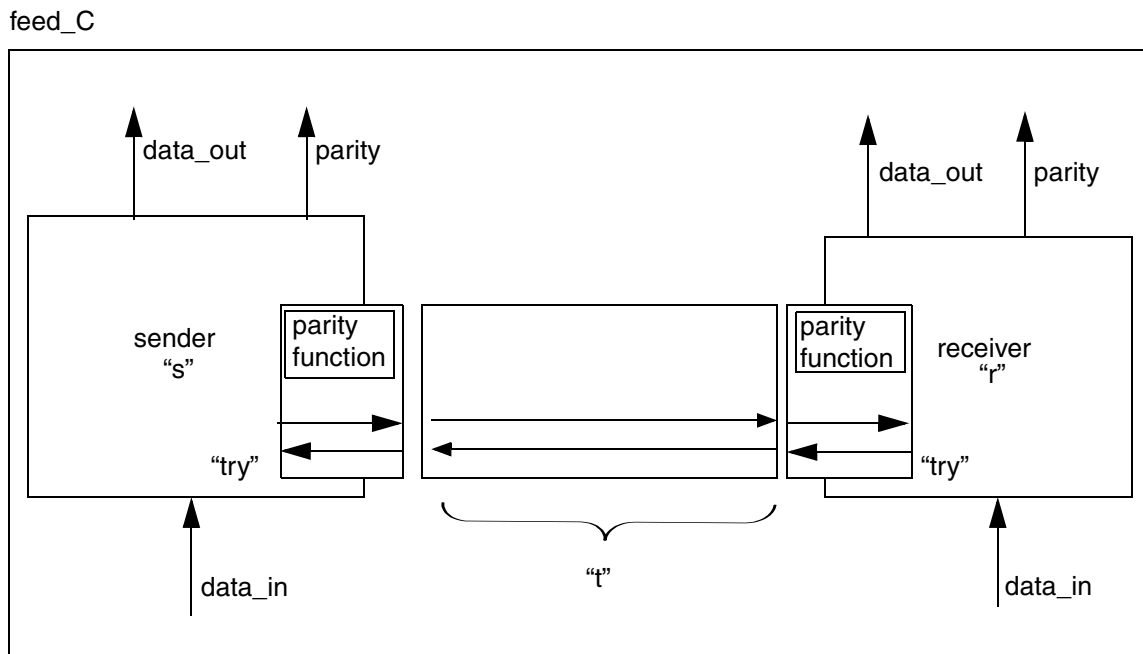 feed_C
data_out
parity
data_out
parity
sender
“s”
parity
function
parity
function
receiver
“r”
“try”
“try”
“t”
data_in
data_in